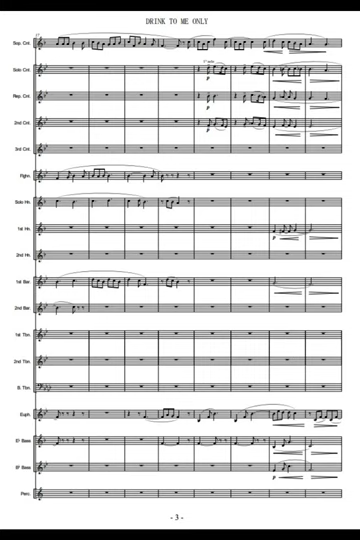 DRINK TO ME ONLY
Sop. Cnt.
Solo Cnt.
Rep. Cnt.
2nd Cnt.
3rd Cnt.
Flghn.
Solo Hn.
1st Hn.
2nd Hn.
1st Bar.
2nd Bar.
1st Tbn.
2nd Tbn.
B. Tbn.
Euph.
E♭ Bass
B♭ Bass
Perc.
- 3 -